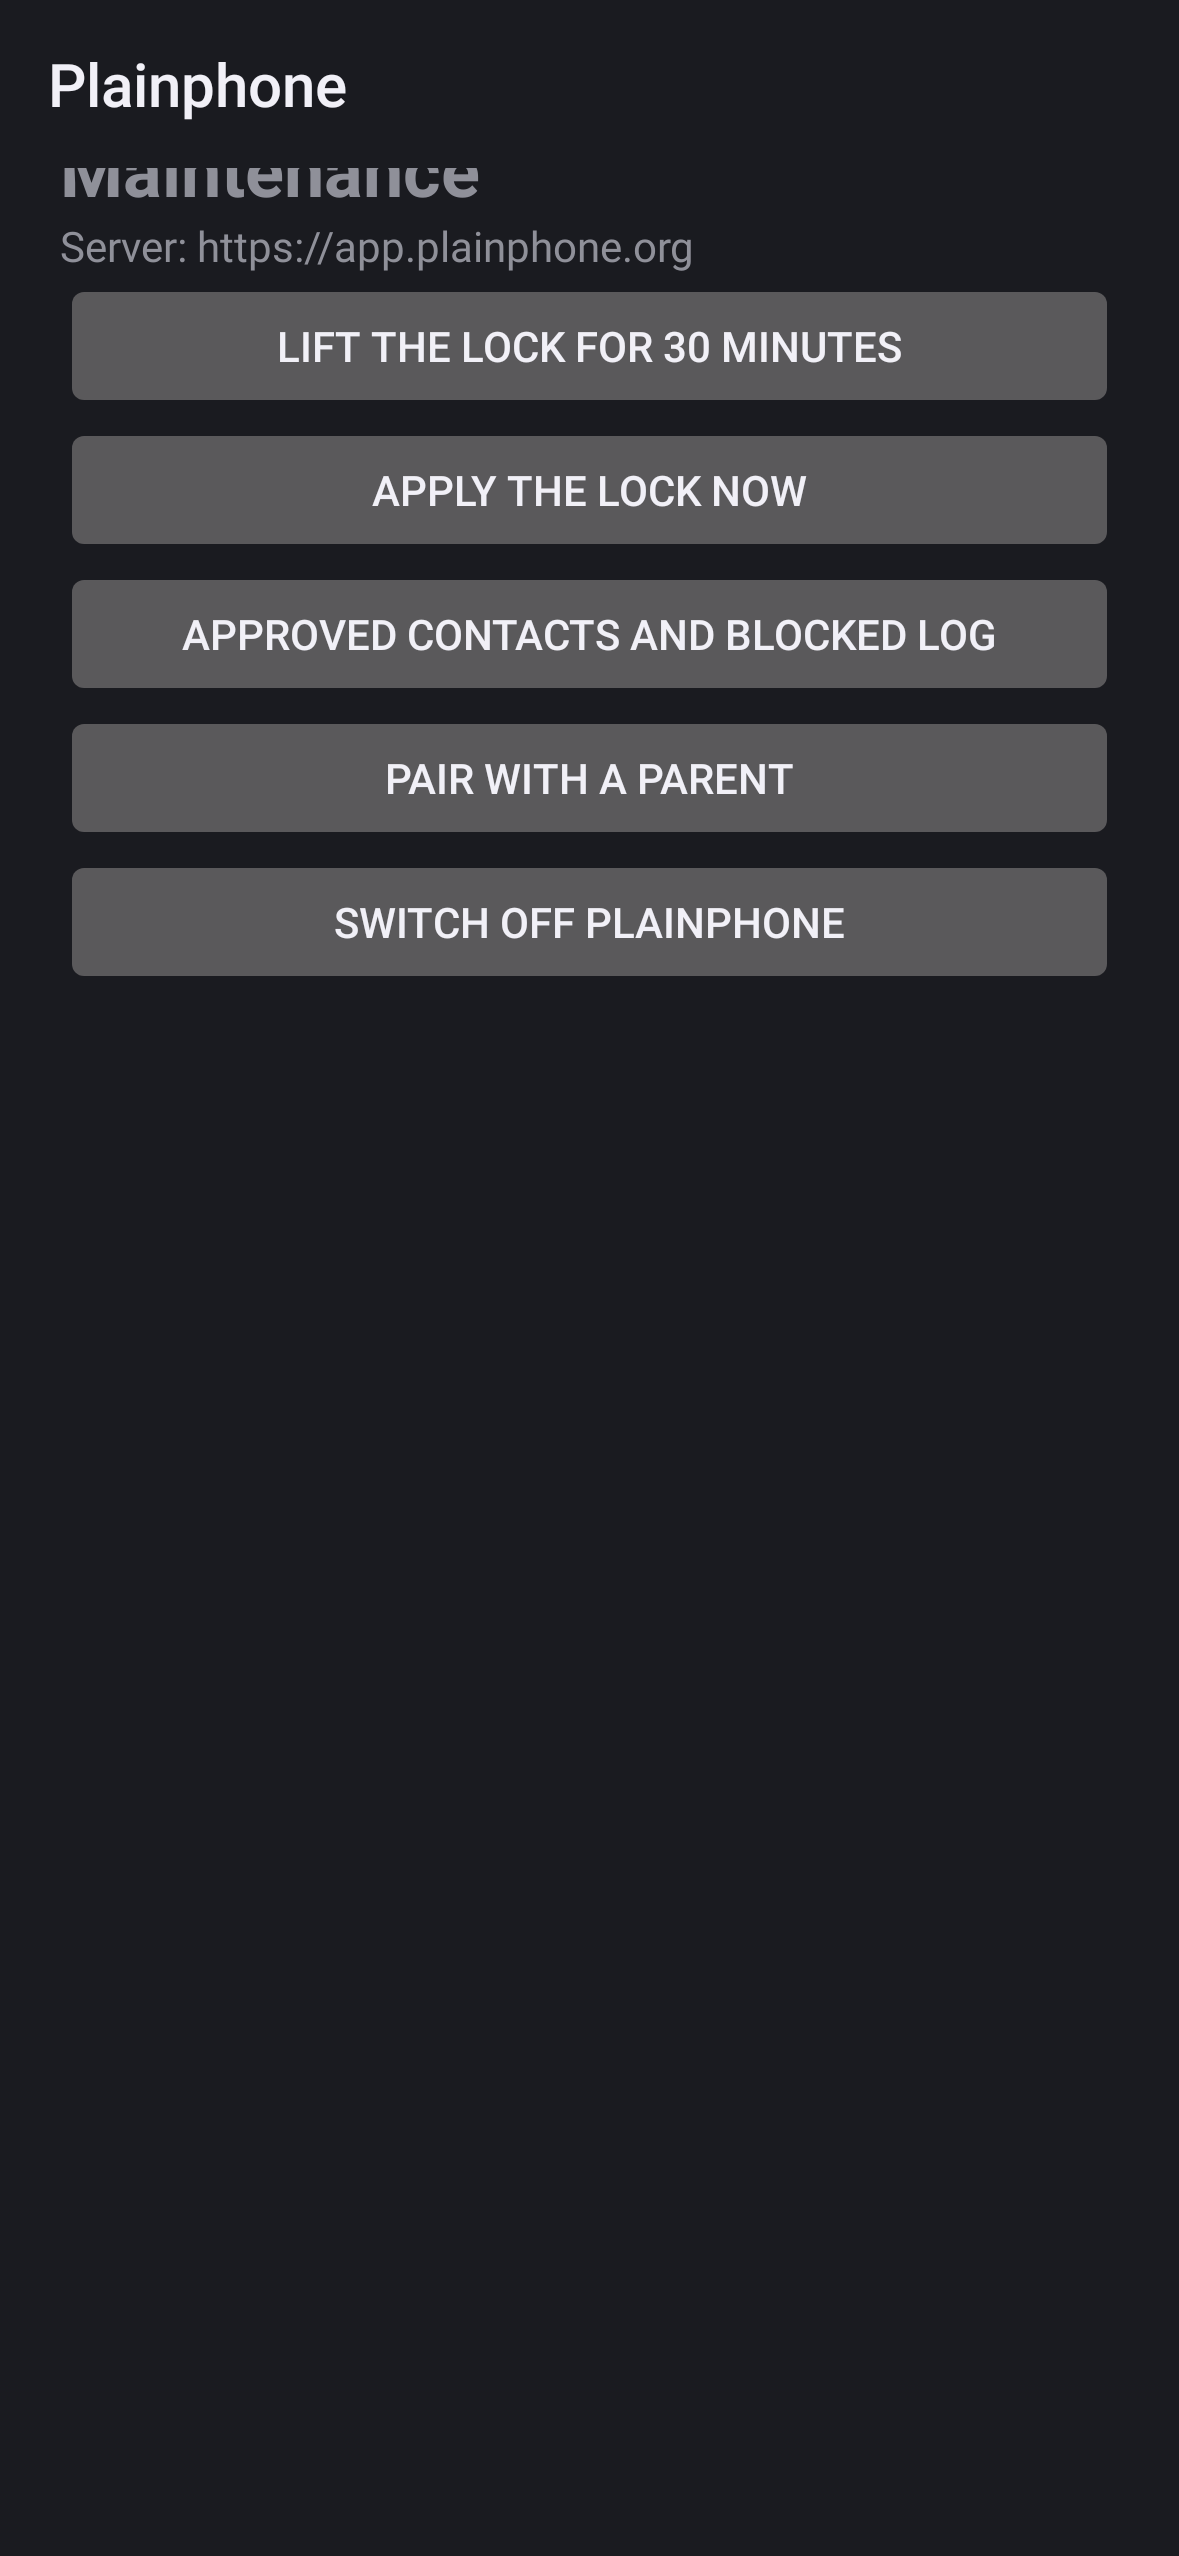 Plainphone
Maintenance
Server: https://app.plainphone.org
LIFT THE LOCK FOR 30 MINUTES
APPLY THE LOCK NOW
APPROVED CONTACTS AND BLOCKED LOG
PAIR WITH A PARENT
SWITCH OFF PLAINPHONE